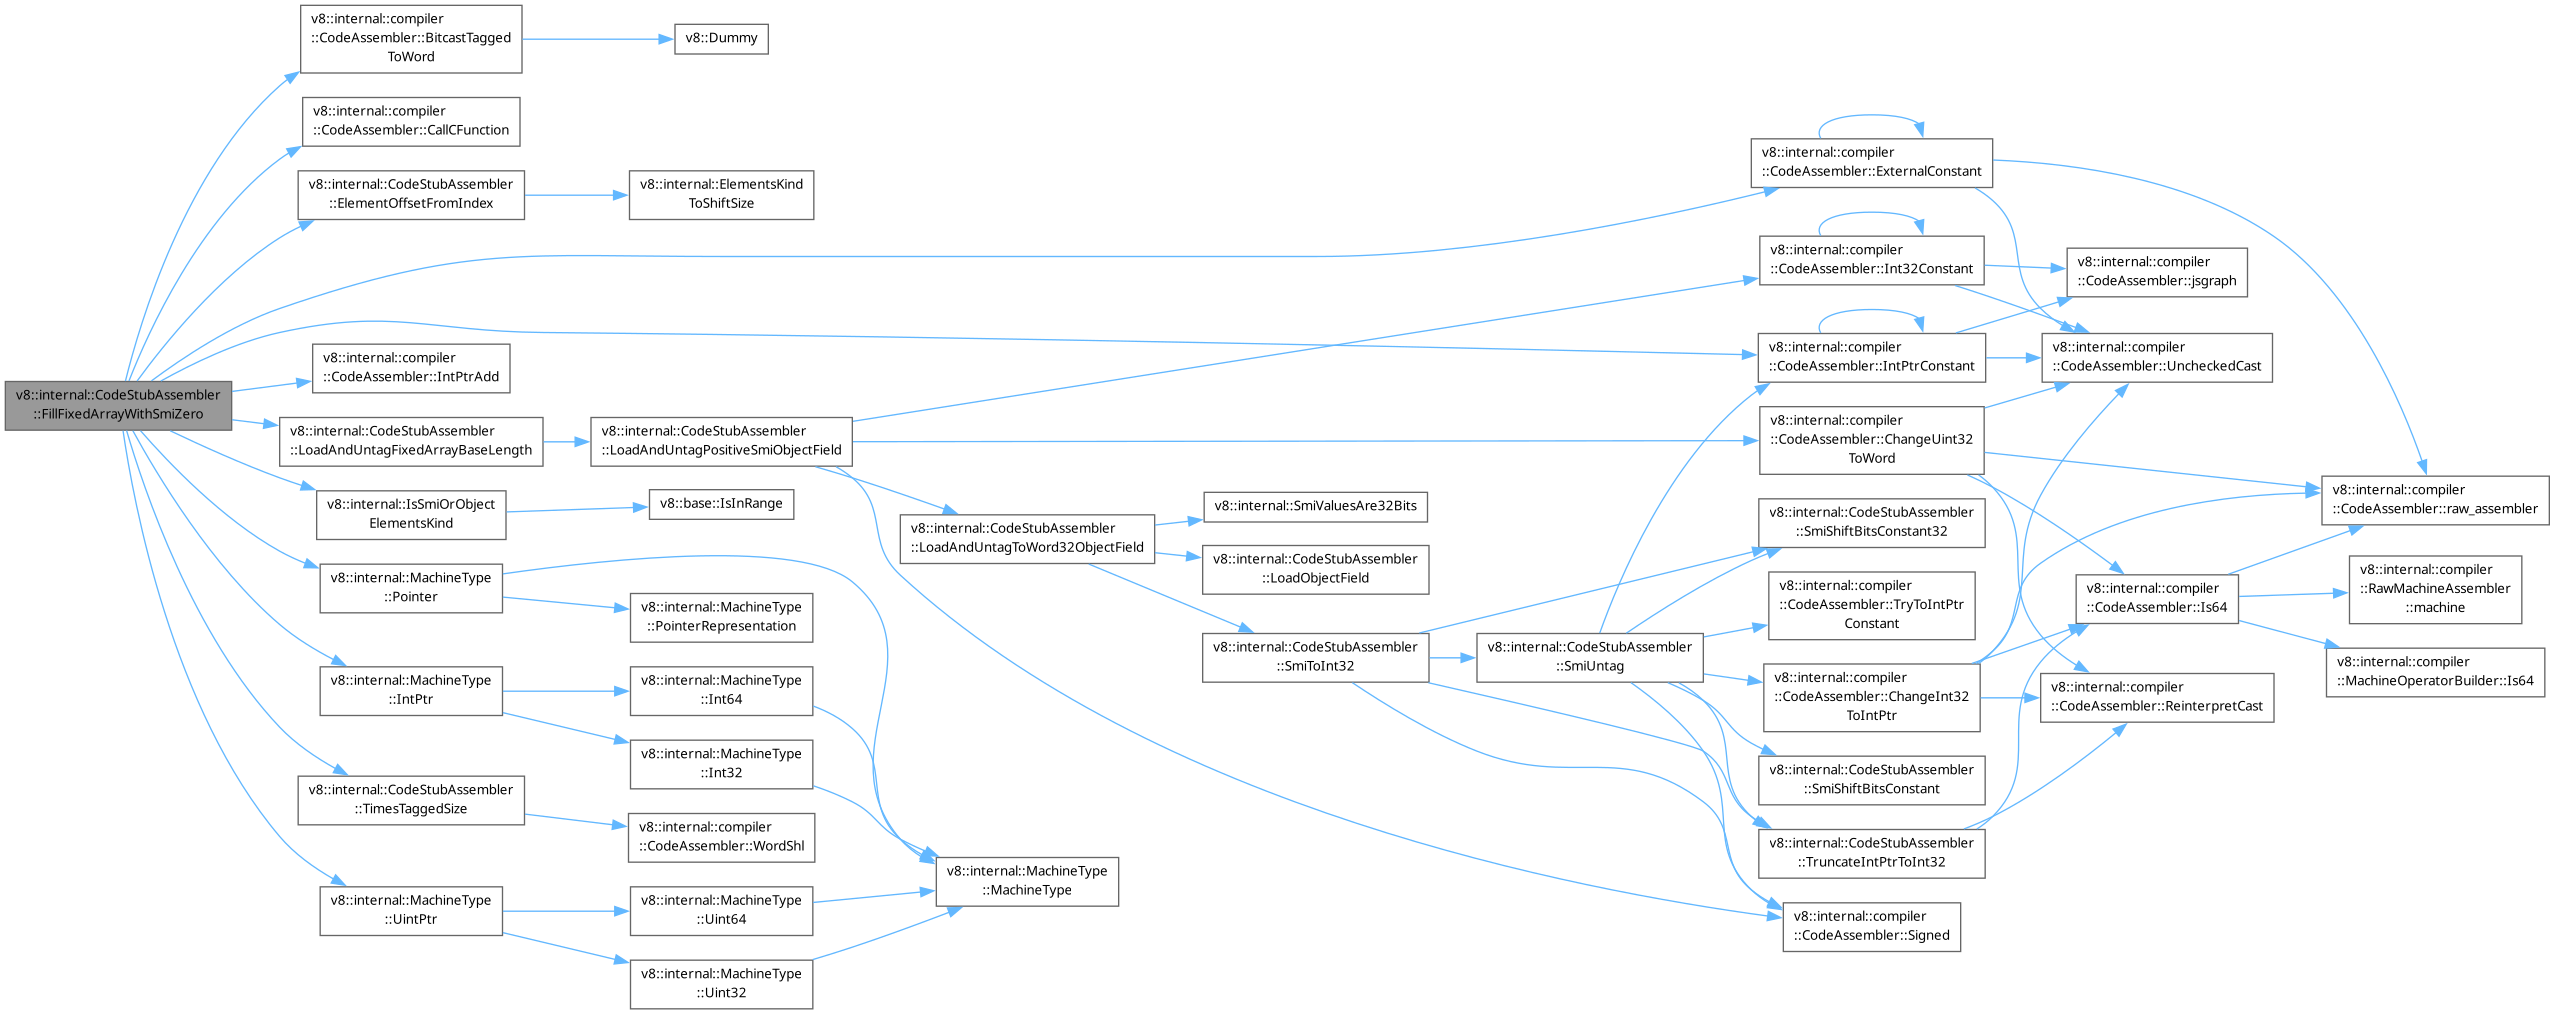 v8::internal::CodeStubAssembler
::FillFixedArrayWithSmiZero
v8::internal::compiler
::CodeAssembler::BitcastTagged
ToWord
v8::Dummy
v8::internal::compiler
::CodeAssembler::CallCFunction
v8::internal::CodeStubAssembler
::ElementOffsetFromIndex
v8::internal::ElementsKind
ToShiftSize
v8::internal::compiler
::CodeAssembler::IntPtrAdd
v8::internal::CodeStubAssembler
::LoadAndUntagFixedArrayBaseLength
v8::internal::CodeStubAssembler
::LoadAndUntagPositiveSmiObjectField
v8::internal::IsSmiOrObject
ElementsKind
v8::base::IsInRange
v8::internal::MachineType
::Pointer
v8::internal::MachineType
::PointerRepresentation
v8::internal::MachineType
::IntPtr
v8::internal::MachineType
::Int64
v8::internal::MachineType
::Int32
v8::internal::CodeStubAssembler
::TimesTaggedSize
v8::internal::compiler
::CodeAssembler::WordShl
v8::internal::MachineType
::UintPtr
v8::internal::MachineType
::Uint64
v8::internal::MachineType
::Uint32
v8::internal::MachineType
::MachineType
v8::internal::CodeStubAssembler
::LoadAndUntagToWord32ObjectField
v8::internal::SmiValuesAre32Bits
v8::internal::CodeStubAssembler
::LoadObjectField
v8::internal::CodeStubAssembler
::SmiToInt32
v8::internal::CodeStubAssembler
::SmiUntag
v8::internal::compiler
::CodeAssembler::ExternalConstant
v8::internal::compiler
::CodeAssembler::Int32Constant
v8::internal::compiler
::CodeAssembler::IntPtrConstant
v8::internal::compiler
::CodeAssembler::ChangeUint32
ToWord
v8::internal::CodeStubAssembler
::SmiShiftBitsConstant32
v8::internal::compiler
::CodeAssembler::TryToIntPtr
Constant
v8::internal::compiler
::CodeAssembler::ChangeInt32
ToIntPtr
v8::internal::CodeStubAssembler
::SmiShiftBitsConstant
v8::internal::CodeStubAssembler
::TruncateIntPtrToInt32
v8::internal::compiler
::CodeAssembler::Signed
v8::internal::compiler
::CodeAssembler::jsgraph
v8::internal::compiler
::CodeAssembler::UncheckedCast
v8::internal::compiler
::CodeAssembler::Is64
v8::internal::compiler
::CodeAssembler::ReinterpretCast
v8::internal::compiler
::CodeAssembler::raw_assembler
v8::internal::compiler
::RawMachineAssembler
::machine
v8::internal::compiler
::MachineOperatorBuilder::Is64